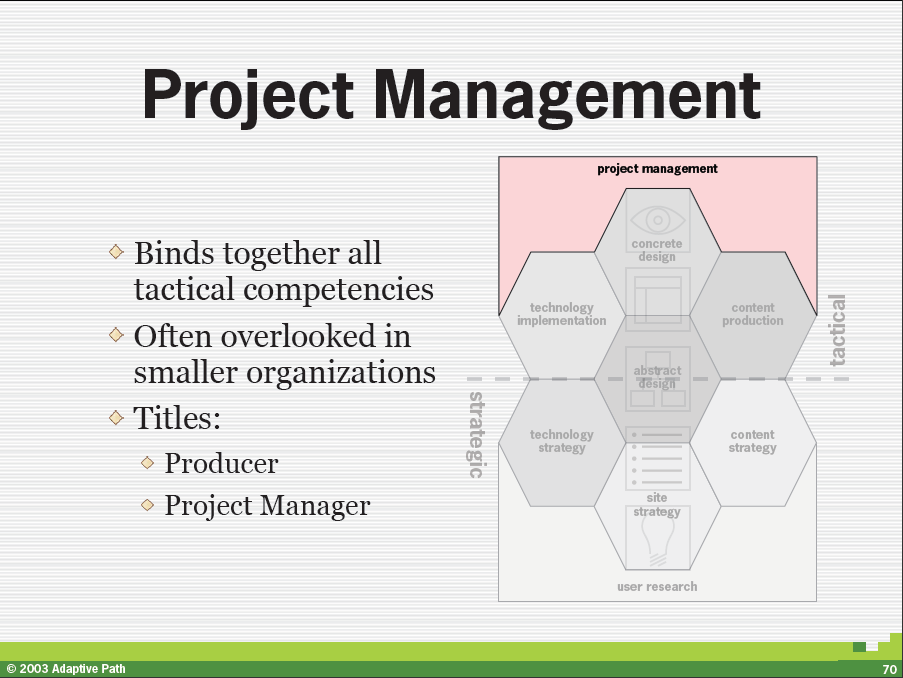 Project Management
Binds together all
tactical competencies
Often overlooked in
smaller organizations
Titles:
Producer
Project Manager
project management
concrete
design
technology
implementation
content
production
tactical
abstract
design
strategic
technology
strategy
content
strategy
site
strategy
user research
© 2003 Adaptive Path
70